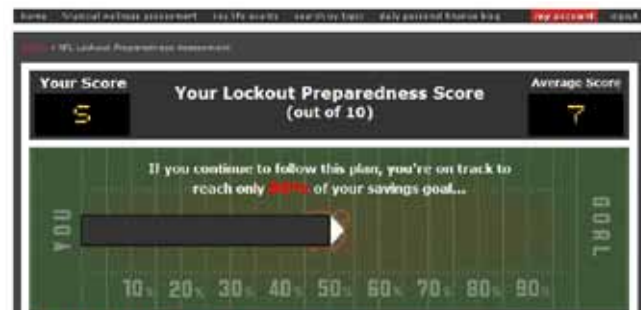 home financial wellness assessment key life events search by topic daily personal finance blog my account
NFL Lockout Preparedness Assessment
Your Score
5
Your Lockout Preparedness Score
(out of 10)
Average Score
7
If you continue to follow this plan, you're on track to
reach only of your savings goal...
YOU
GOAL
10% 20% 30% 40% 50% 60% 70% 80% 90%